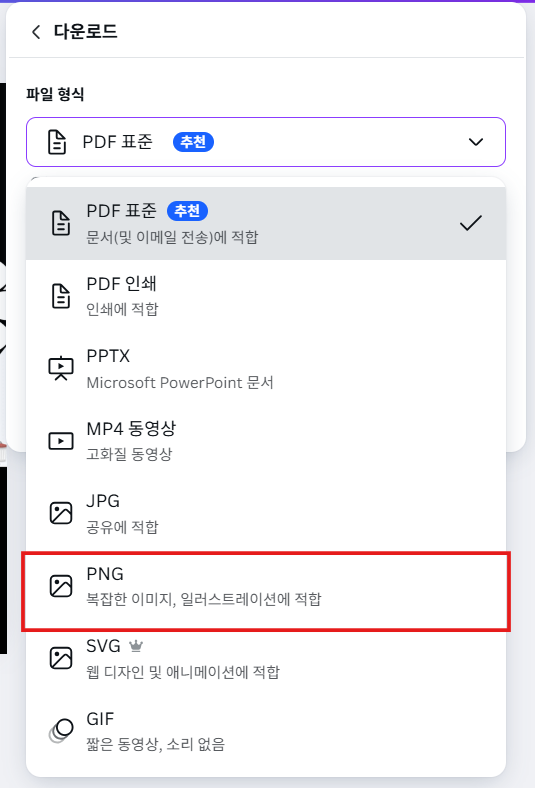 다운로드
파일 형식
PDF 표준 추천
PDF 표준 추천
문서(및 이메일 전송)에 적합
PDF 인쇄
인쇄에 적합
PPTX
Microsoft PowerPoint 문서
MP4 동영상
고화질 동영상
JPG
공유에 적합
PNG
복잡한 이미지, 일러스트레이션에 적합
SVG
웹 디자인 및 애니메이션에 적합
GIF
짧은 동영상, 소리 없음